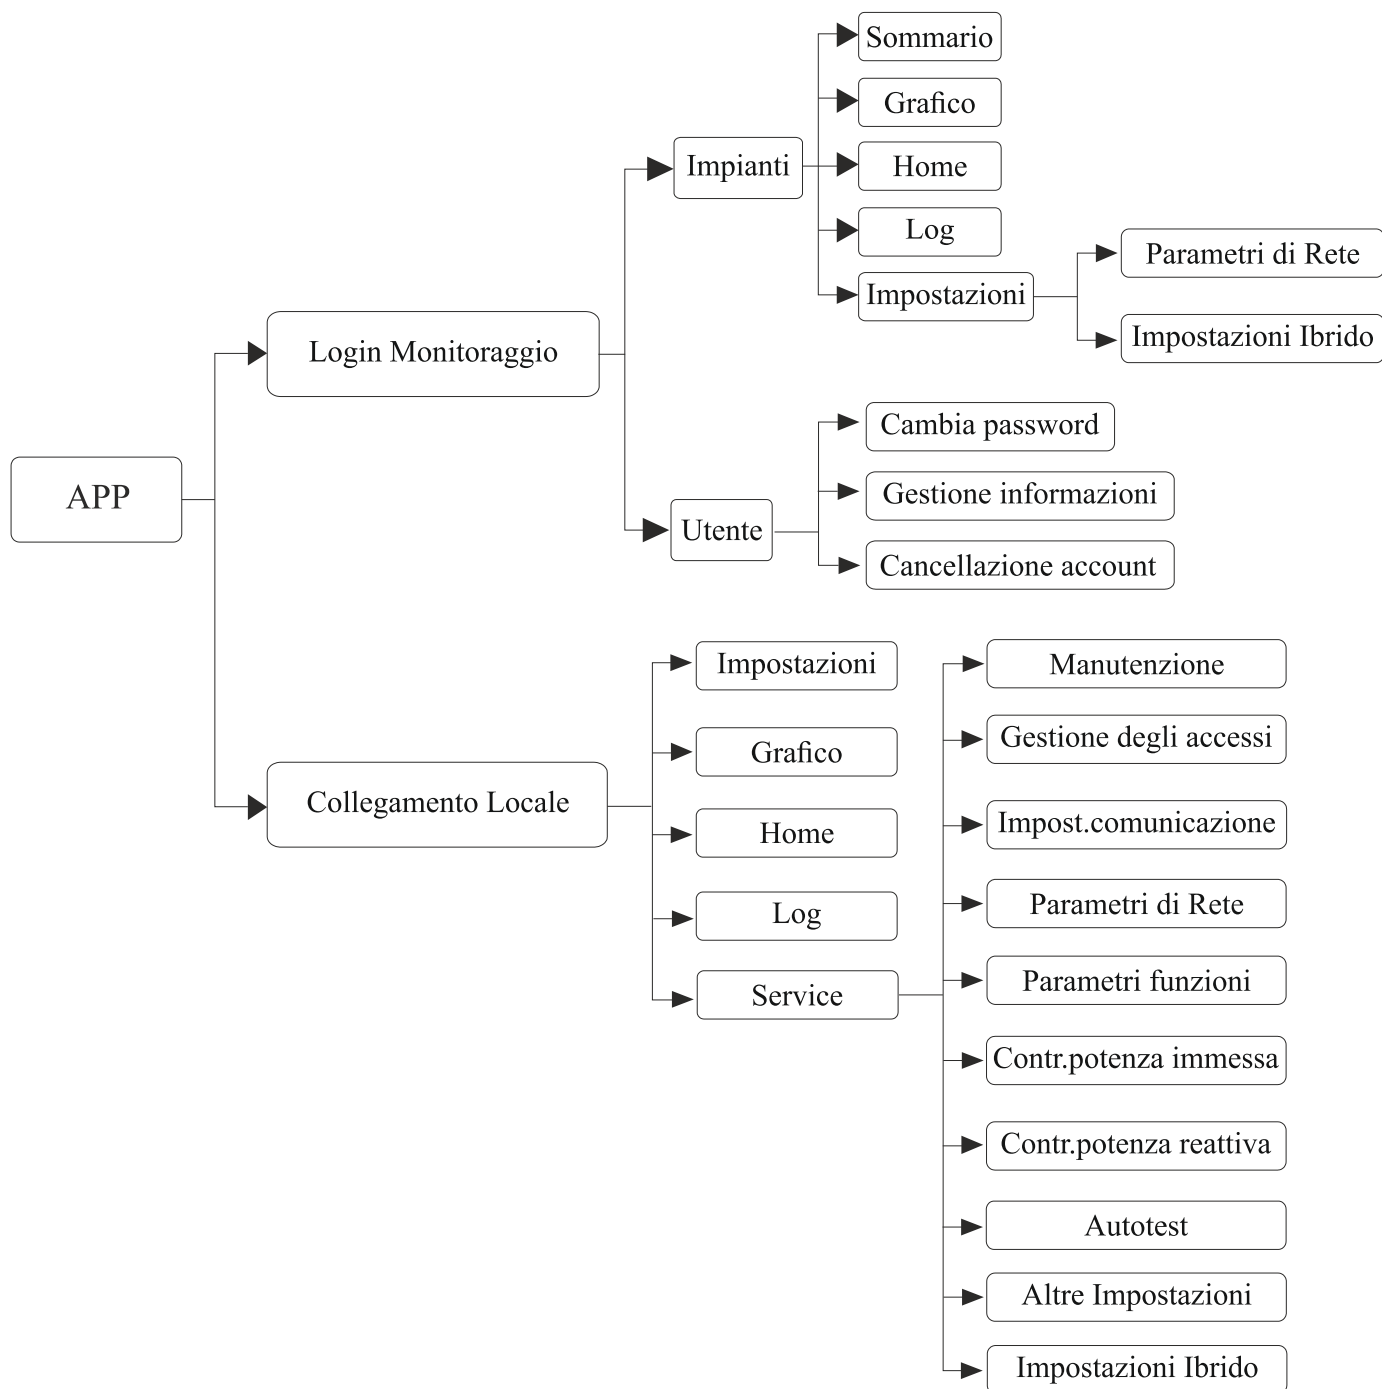 APP
Login Monitoraggio
Impianti
Sommario
Grafico
Home
Log
Impostazioni
Parametri di Rete
Impostazioni Ibrido
Utente
Cambia password
Gestione informazioni
Cancellazione account
Collegamento Locale
Impostazioni
Grafico
Home
Log
Service
Manutenzione
Gestione degli accessi
Impost.comunicazione
Parametri di Rete
Parametri funzioni
Contr.potenza immessa
Contr.potenza reattiva
Autotest
Altre Impostazioni
Impostazioni Ibrido